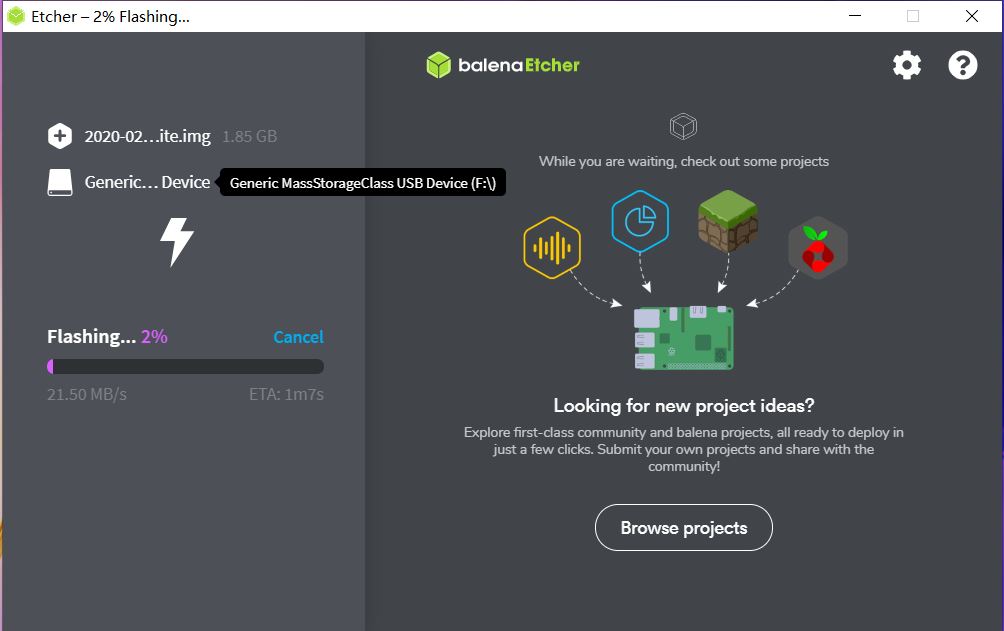 Etcher – 2% Flashing...
balenaEtcher
2020-02...ite.img 1.85 GB
Generic... Device
Generic MassStorageClass USB Device (F:\)
Flashing... 2%
Cancel
21.50 MB/s
ETA: 1m7s
While you are waiting, check out some projects
Looking for new project ideas?
Explore first-class community and balena projects, all ready to deploy in
just a few clicks. Submit your own projects and share with the
community!
Browse projects